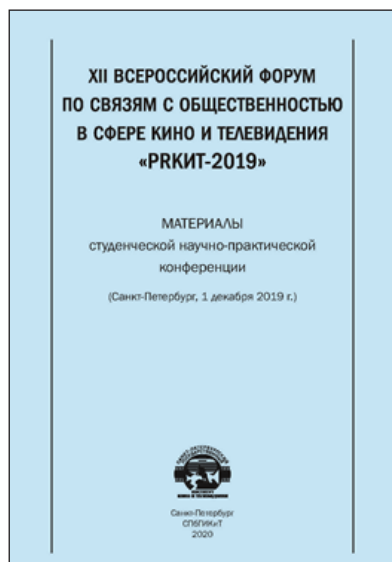 XII ВСЕРОССИЙСКИЙ ФОРУМ
ПО СВЯЗЯМ С ОБЩЕСТВЕННОСТЬЮ
В СФЕРЕ КИНО И ТЕЛЕВИДЕНИЯ
«PRКИТ-2019»
МАТЕРИАЛЫ
студенческой научно-практической
конференции
(Санкт-Петербург, 1 декабря 2019 г.)
Санкт-Петербург
СПбГИКиТ
2020